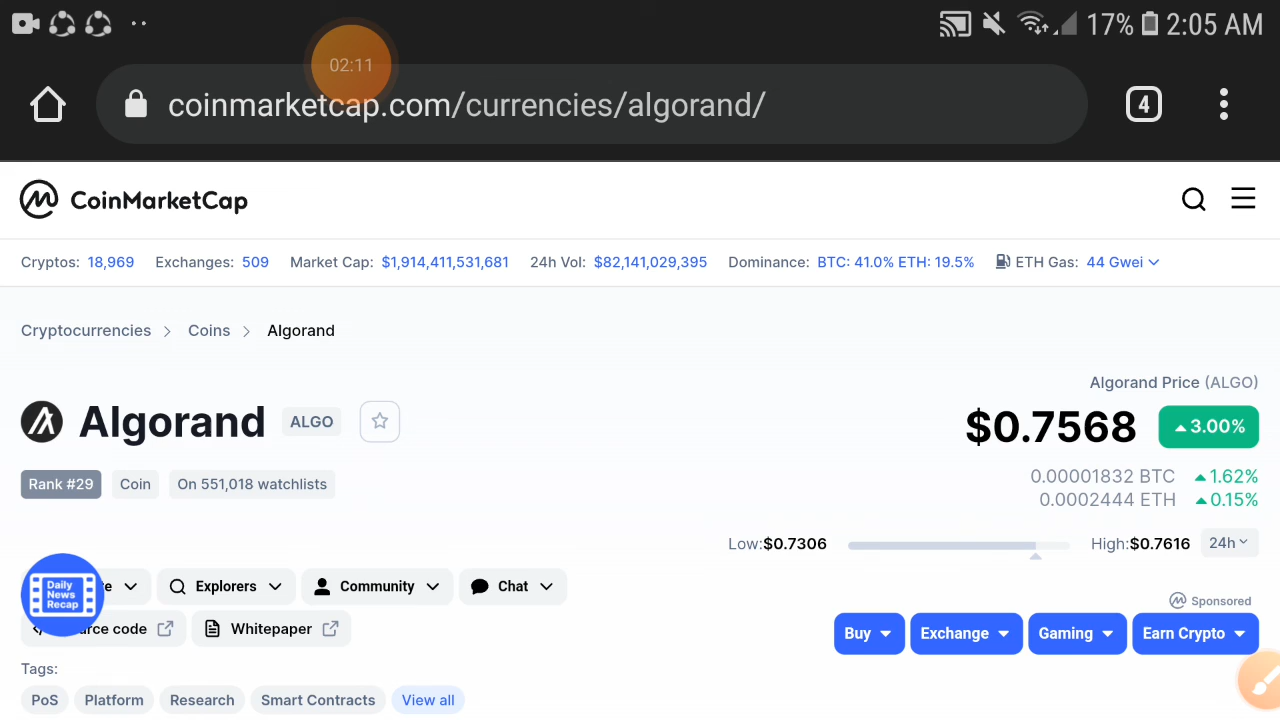 17% 2:05 AM
02:11
coinmarketcap.com/currencies/algorand/
4
CoinMarketCap
Cryptos: 18,969 Exchanges: 509 Market Cap: $1,914,411,531,681 24h Vol: $82,141,029,395 Dominance: BTC: 41.0% ETH: 19.5% ETH Gas: 44 Gwei
Cryptocurrencies > Coins > Algorand
Algorand Price (ALGO)
Algorand ALGO $0.7568 3.00%
Rank #29 Coin On 551,018 watchlists
0.00001832 BTC 1.62%
0.0002444 ETH 0.15%
Low:$0.7306 High:$0.7616 24h
Explorers Community Chat
Daily
News
Recap
Sponsored
code Whitepaper
Buy Exchange Gaming Earn Crypto
Tags:
PoS Platform Research Smart Contracts View all